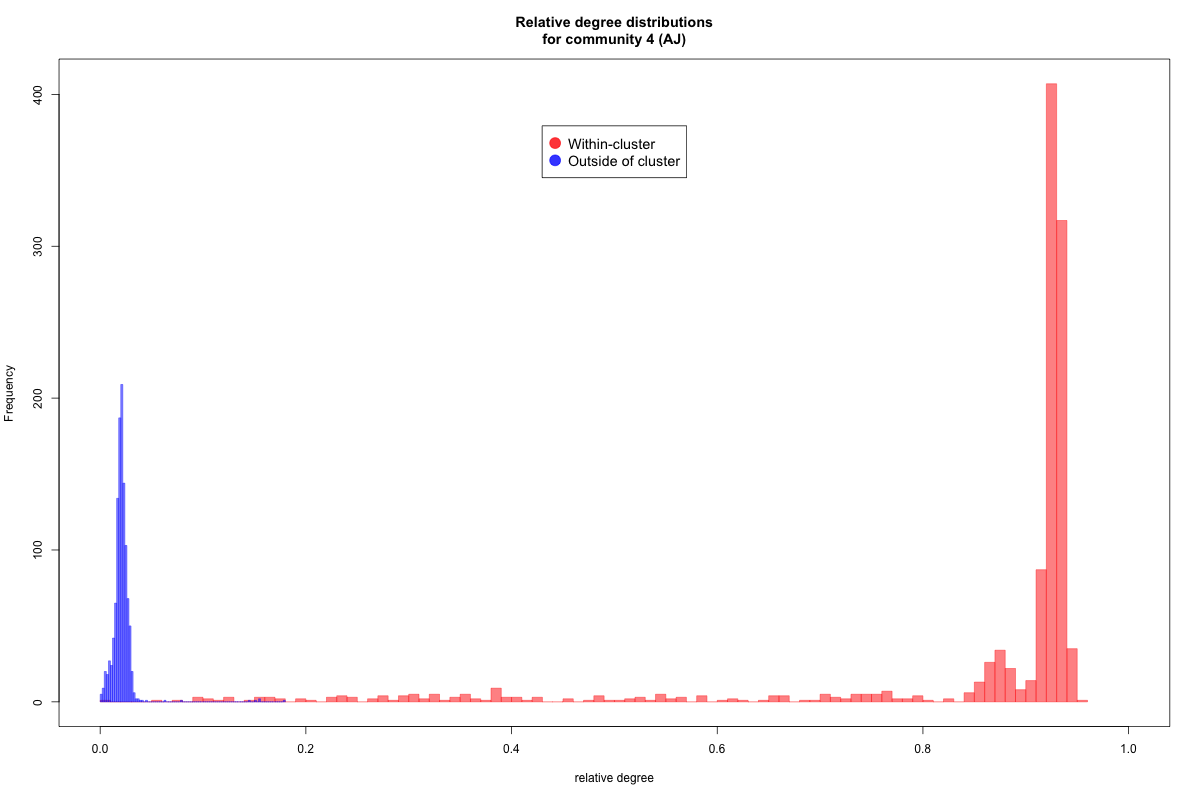 Relative degree distributions
for community 4 (AJ)
400
300
200
100
0
Frequency
Within-cluster
Outside of cluster
0.0 0.2 0.4 0.6 0.8 1.0
relative degree